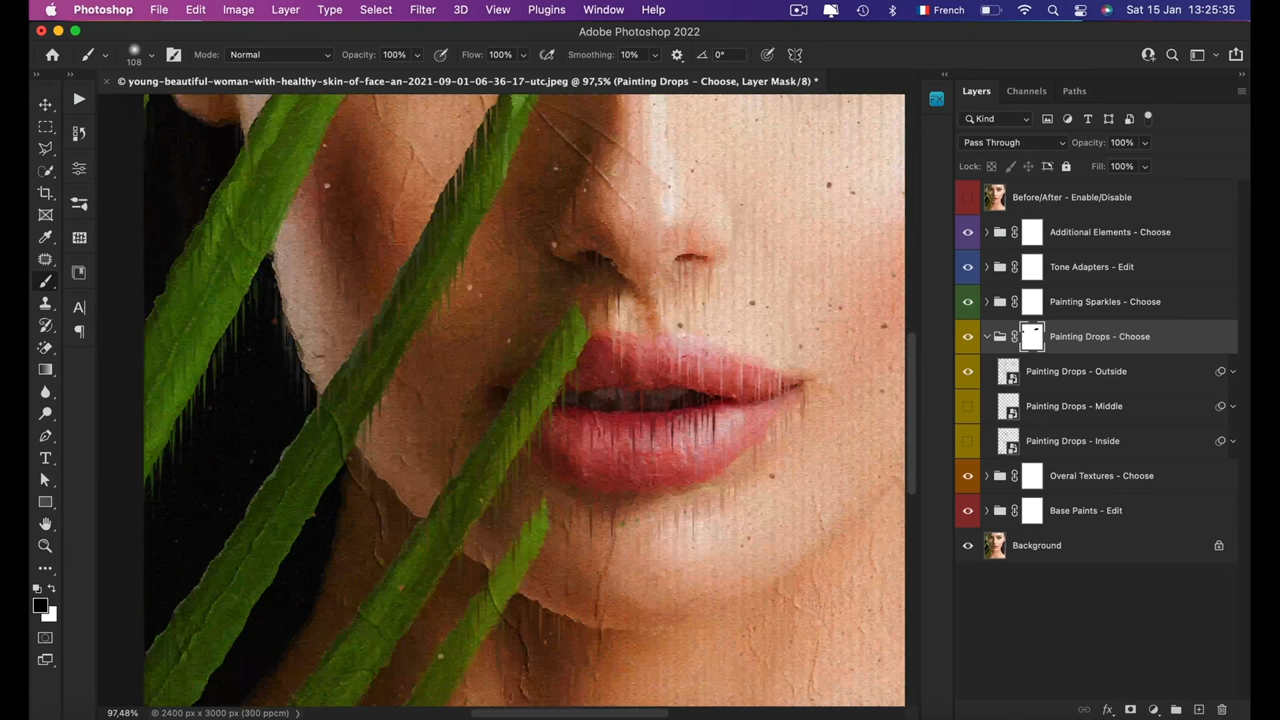 Photoshop File Edit Image Layer Type Select Filter 3D View Plugins Window Help French Sat 15 Jan 13:25:35
Adobe Photoshop 2022
108 Mode: Normal Opacity: 100% Flow: 100% Smoothing: 10% 0°
© young-beautiful-woman-with-healthy-skin-of-face-an-2021-09-01-06-36-17-utc.jpeg @ 97,5% (Painting Drops - Choose, Layer Mask/8) *
Layers Channels Paths
Kind
Pass Through Opacity: 100%
Lock: Fill: 100%
Before/After - Enable/Disable
Additional Elements - Choose
Tone Adapters - Edit
Painting Sparkles - Choose
Painting Drops - Choose
Painting Drops - Outside
Painting Drops - Middle
Painting Drops - Inside
Overal Textures - Choose
Base Paints - Edit
Background
97,48% © 2400 px x 3000 px (300 ppcm)